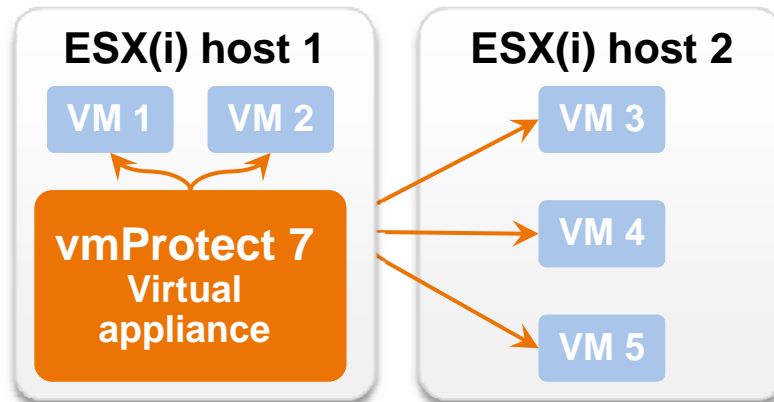 ESX(i) host 1
VM 1
VM 2
vmProtect 7
Virtual
appliance
ESX(i) host 2
VM 3
VM 4
VM 5